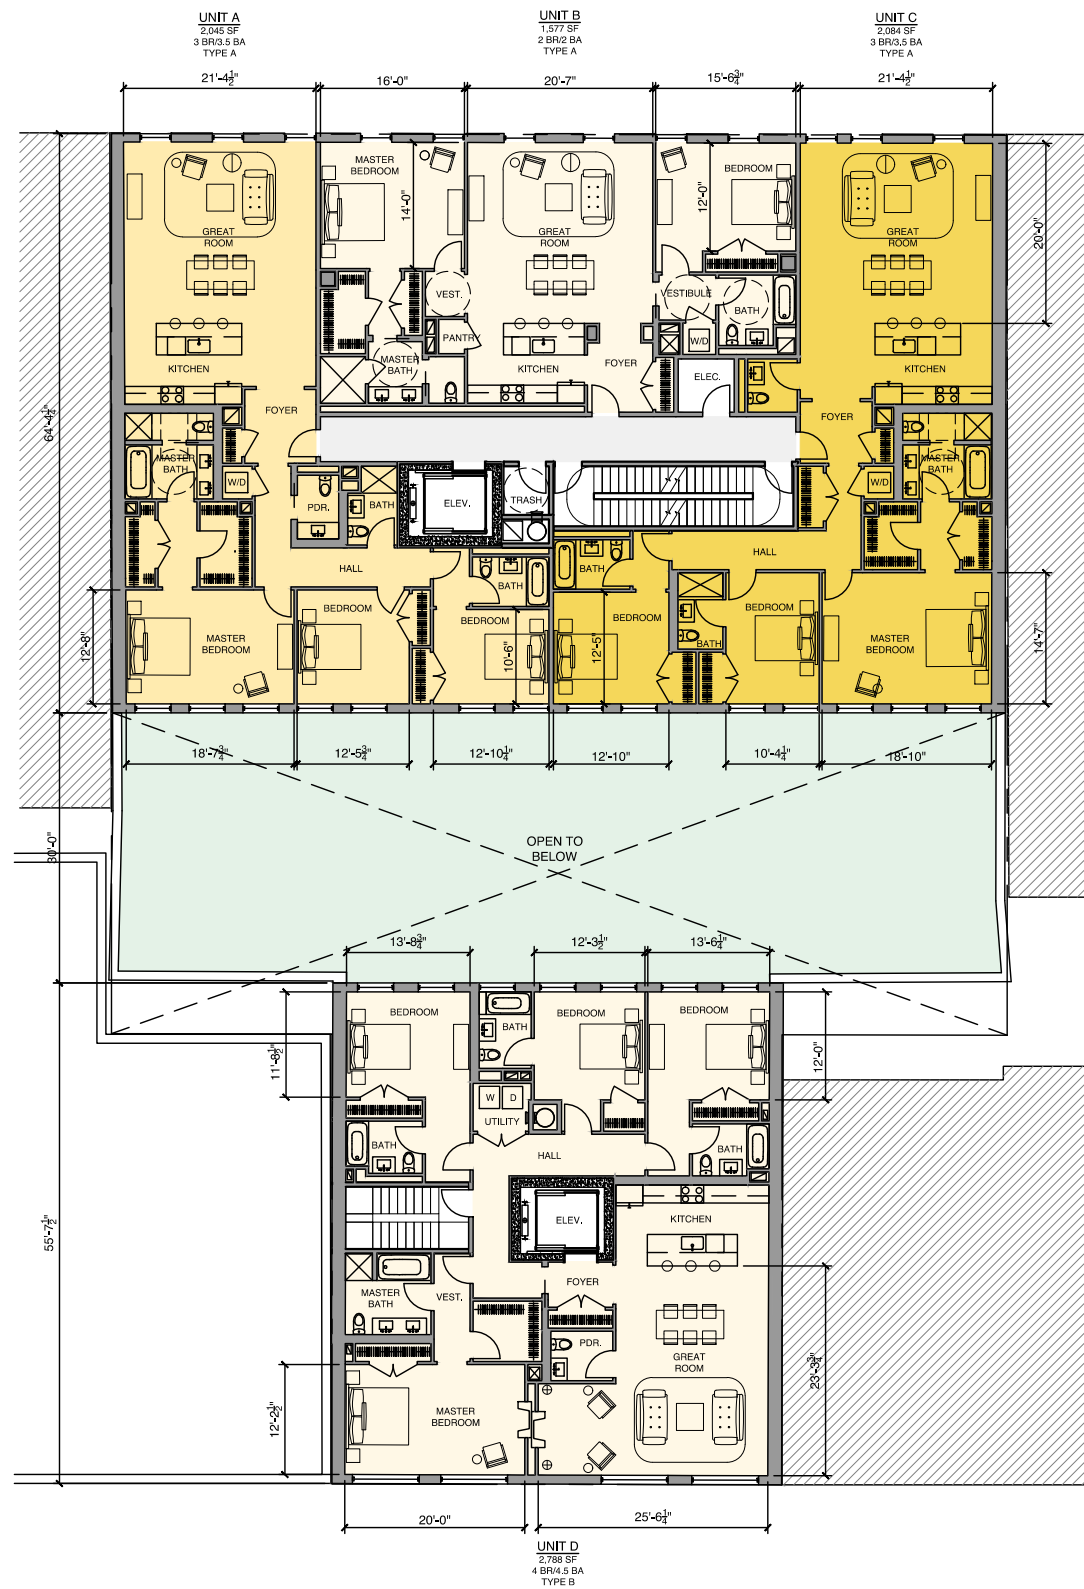 UNIT A
2,045 SF
3 BR/3.5 BA
TYPE A
UNIT B
1,577 SF
2 BR/2 BA
TYPE A
UNIT C
2,084 SF
3 BR/3.5 BA
TYPE A
21'-4½"
16'-0"
20'-7"
15'-6¾"
21'-4½"
MASTER
BEDROOM
14'-0"
GREAT
ROOM
GREAT
ROOM
BEDROOM
12'-0"
GREAT
ROOM
20'-0"
VEST.
VESTIBULE
BATH
PANTRY
W/D
KITCHEN
MASTER
BATH
KITCHEN
FOYER
ELEC.
KITCHEN
64'-4¼"
FOYER
FOYER
MASTER
BATH
W/D
PDR.
BATH
ELEV.
TRASH
W/D
MASTER
BATH
HALL
BATH
BATH
HALL
12'-8"
MASTER
BEDROOM
BEDROOM
BEDROOM
10'-6"
12'-5"
BEDROOM
BATH
BEDROOM
MASTER
BEDROOM
14'-7"
18'-7¾"
12'-5¾"
12'-10¼"
12'-10"
10'-4¼"
18'-10"
30'-0"
OPEN TO
BELOW
13'-8¾"
12'-3½"
13'-6¼"
BEDROOM
BATH
BEDROOM
BEDROOM
11'-8½"
12'-0"
W
D
UTILITY
BATH
HALL
BATH
55'-7½"
ELEV.
KITCHEN
MASTER
BATH
VEST.
FOYER
PDR.
GREAT
ROOM
23'-3¾"
12'-2½"
MASTER
BEDROOM
20'-0"
25'-6¼"
UNIT D
2,788 SF
4 BR/4.5 BA
TYPE B